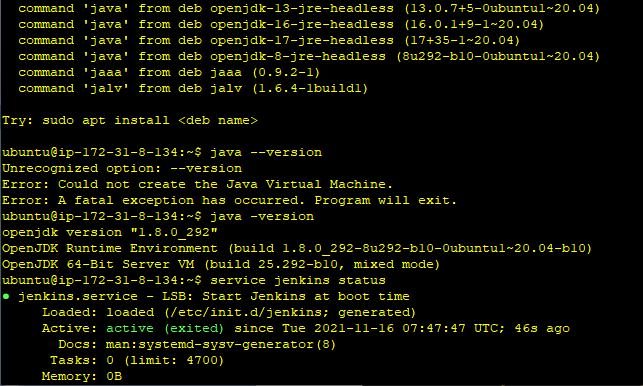 command 'java' from deb openjdk-13-jre-headless (13.0.7+5-0ubuntu1~20.04)
command 'java' from deb openjdk-16-jre-headless (16.0.1+9-1~20.04)
command 'java' from deb openjdk-17-jre-headless (17+35-1~20.04)
command 'java' from deb openjdk-8-jre-headless (8u292-b10-0ubuntu1~20.04)
command 'jaaa' from deb jaaa (0.9.2-1)
command 'jalv' from deb jalv (1.6.4-1build1)
Try: sudo apt install <deb name>
ubuntu@ip-172-31-8-134:~$ java --version
Unrecognized option: --version
Error: Could not create the Java Virtual Machine.
Error: A fatal exception has occurred. Program will exit.
ubuntu@ip-172-31-8-134:~$ java -version
openjdk version "1.8.0_292"
OpenJDK Runtime Environment (build 1.8.0_292-8u292-b10-0ubuntu1~20.04-b10)
OpenJDK 64-Bit Server VM (build 25.292-b10, mixed mode)
ubuntu@ip-172-31-8-134:~$ service jenkins status
● jenkins.service - LSB: Start Jenkins at boot time
Loaded: loaded (/etc/init.d/jenkins; generated)
Active: active (exited) since Tue 2021-11-16 07:47:47 UTC; 46s ago
Docs: man:systemd-sysv-generator(8)
Tasks: 0 (limit: 4700)
Memory: 0B